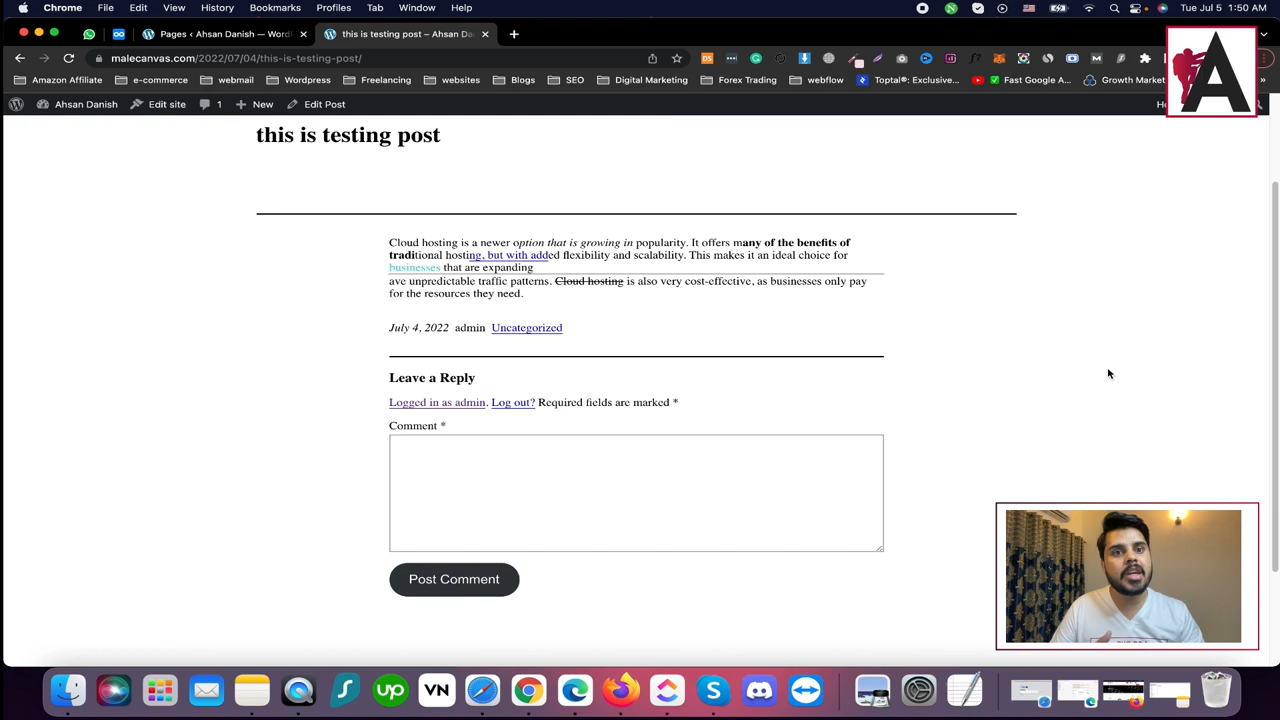 Chrome File Edit View History Bookmarks Profiles Tab Window Help Tue Jul 5 1:50 AM
Pages ‹ Ahsan Danish — Word this is testing post – Ahsan Da
malecanvas.com/2022/07/04/this-is-testing-post/
Amazon Affiliate e-commerce webmail Wordpress Freelancing websites Blogs SEO Digital Marketing Forex Trading webflow Toptal®: Exclusive... Fast Google A... Growth Market
Ahsan Danish Edit site 1 New Edit Post
A
this is testing post
Cloud hosting is a newer option that is growing in popularity. It offers many of the benefits of
traditional hosting, but with added flexibility and scalability. This makes it an ideal choice for
businesses that are expanding
ave unpredictable traffic patterns. Cloud hosting is also very cost-effective, as businesses only pay
for the resources they need.
July 4, 2022 admin Uncategorized
Leave a Reply
Logged in as admin. Log out? Required fields are marked *
Comment *
Post Comment
up VN